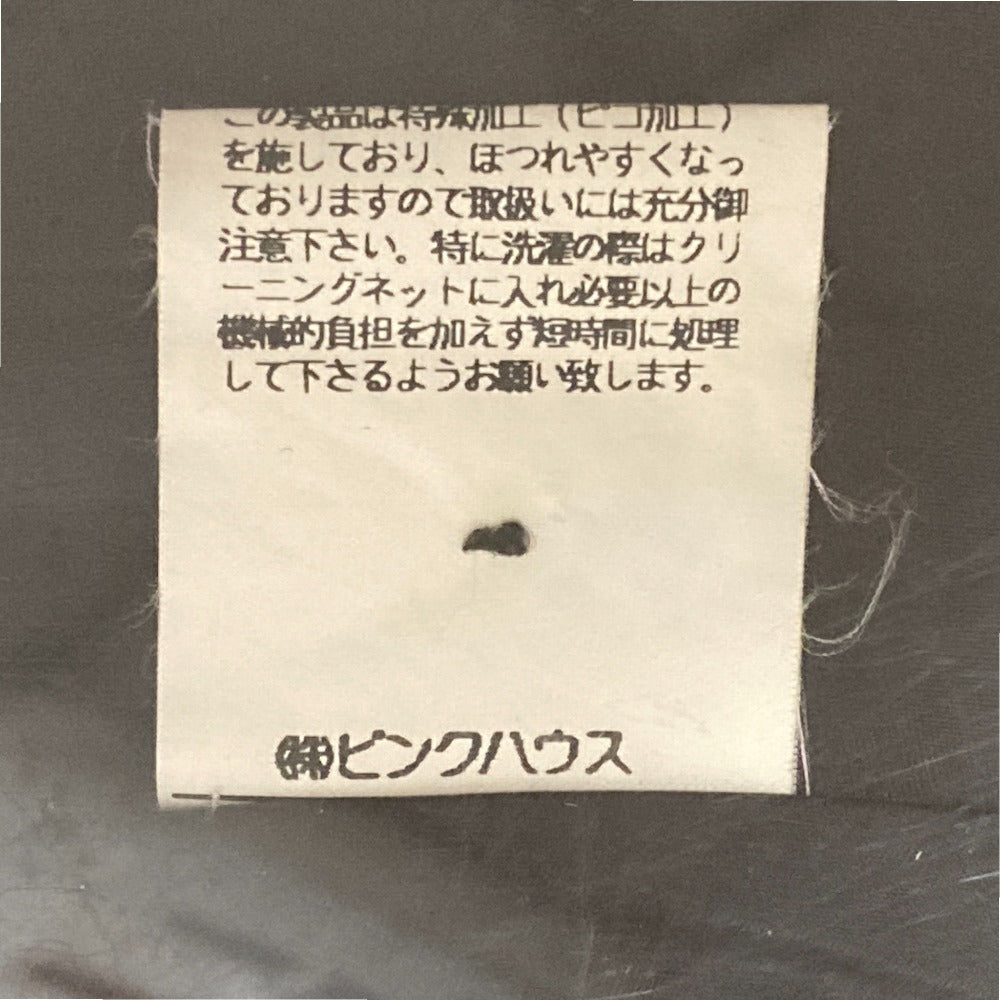 この製品は特殊加工(ピコ加工)
を施しており、ほつれやすくなっ
ておりますので取扱いには充分御
注意下さい。特に洗濯の際はクリ
ーニングネットに入れ必要以上の
機械的負担を加えず短時間に処理
して下さるようお願い致します。
㈱ピンクハウス